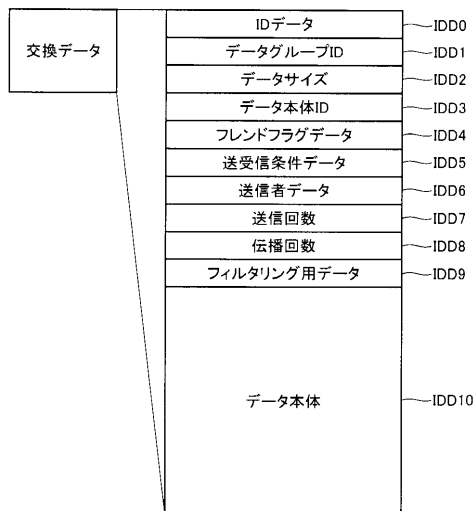 交換データ
IDデータ IDD0
データグループID IDD1
データサイズ IDD2
データ本体ID IDD3
フレンドフラグデータ IDD4
送受信条件データ IDD5
送信者データ IDD6
送信回数 IDD7
伝播回数 IDD8
フィルタリング用データ IDD9
データ本体 IDD10